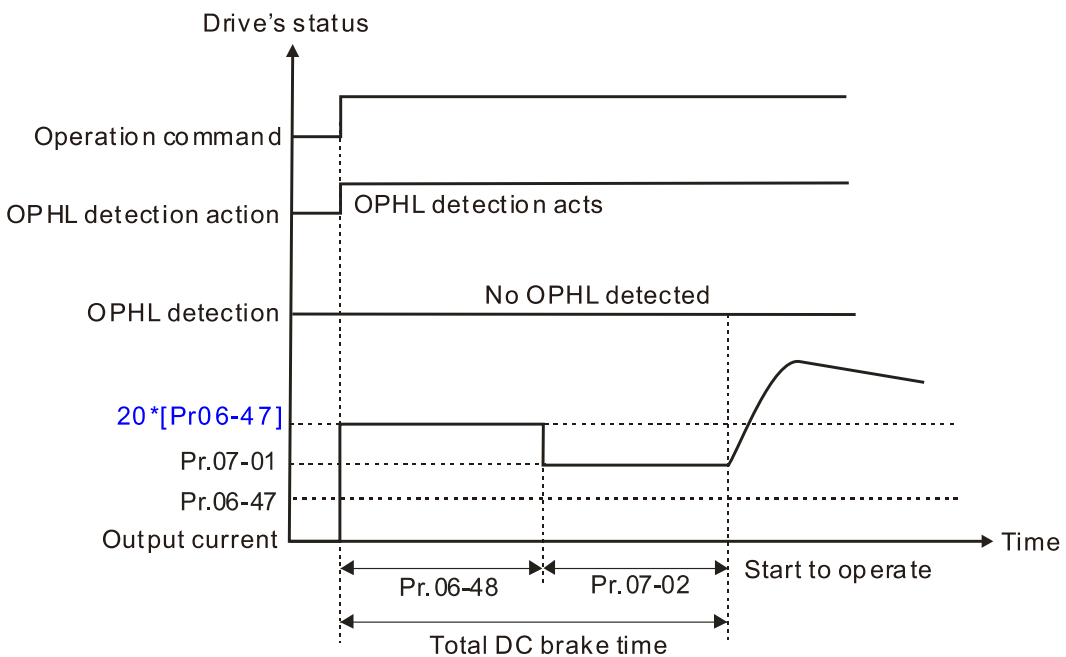 Drive's status
Operation command
OPHL detection action
OPHL detection acts
OPHL detection
No OPHL detected
20*[Pr06-47]
Pr.07-01
Pr.06-47
Output current
Time
Pr.06-48
Pr.07-02
Start to operate
Total DC brake time